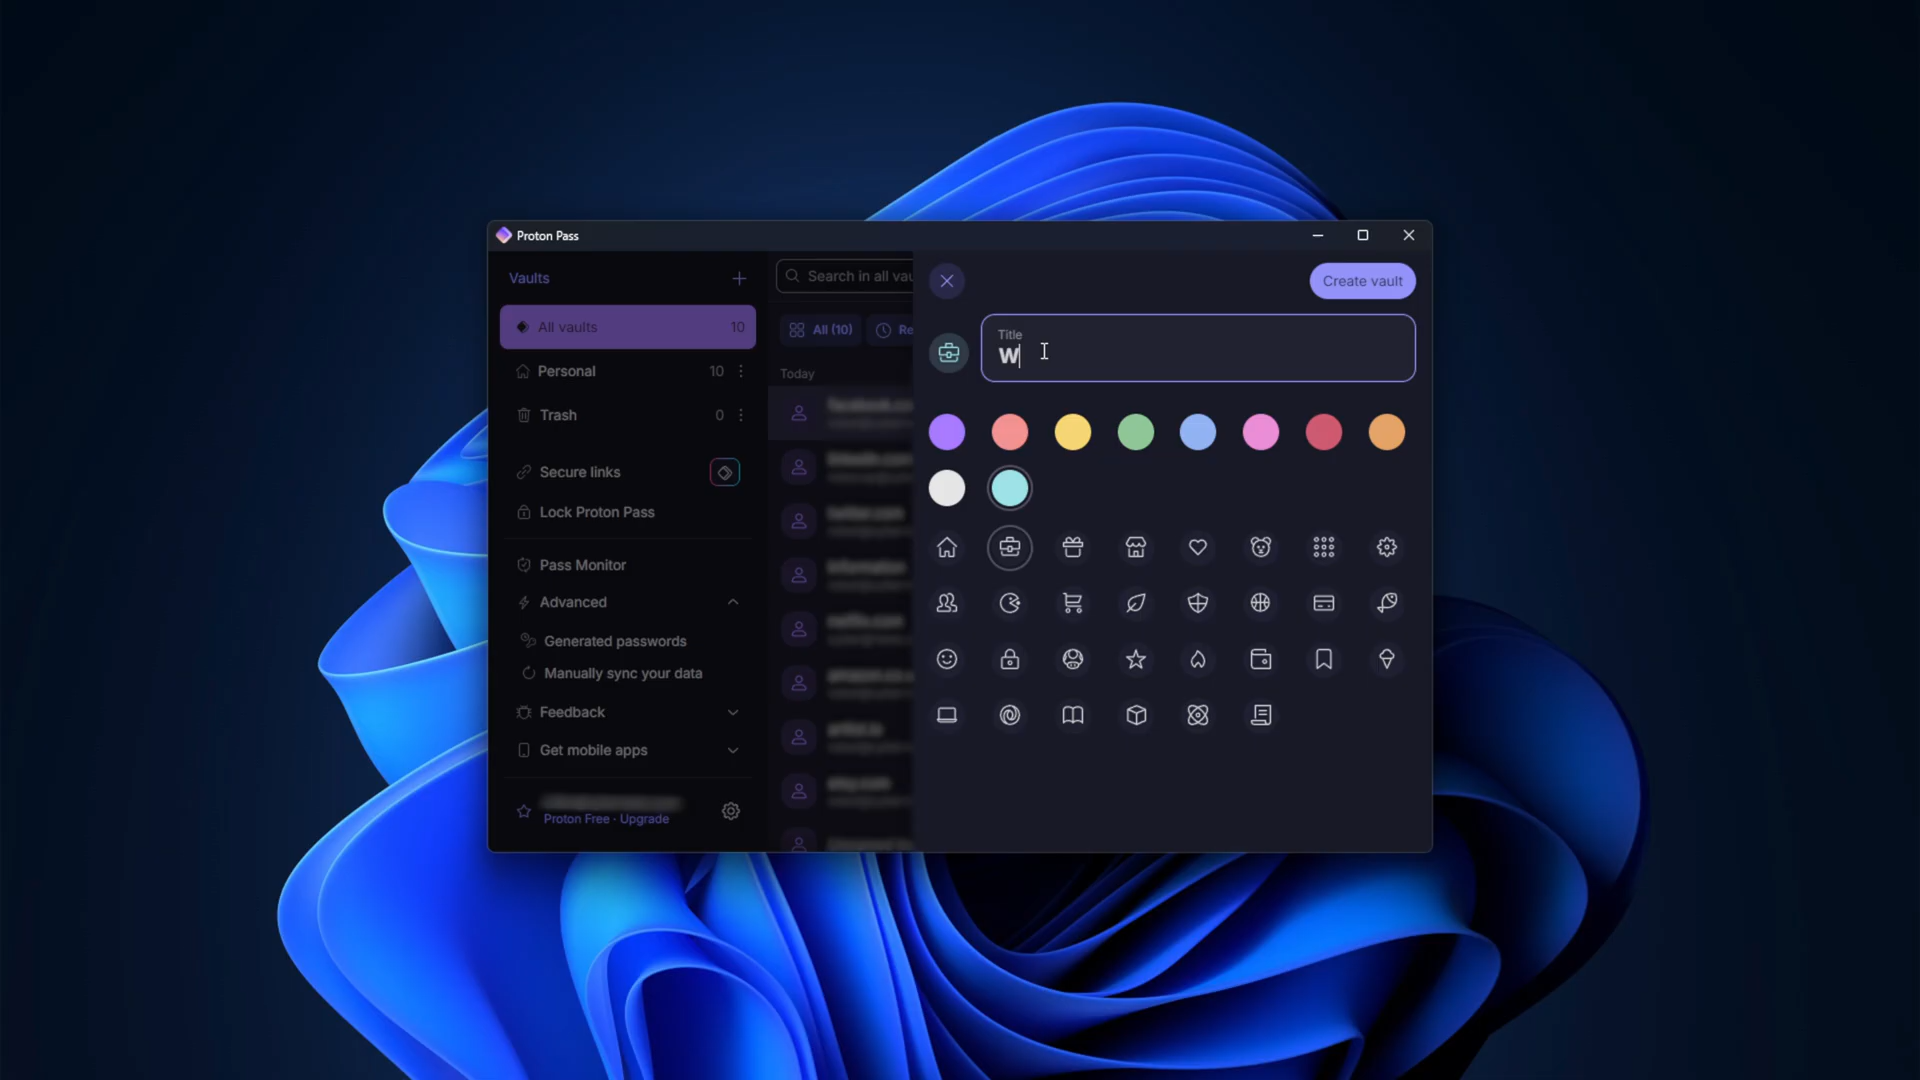 Proton Pass
Vaults
All vaults 10
Personal 10
Trash 0
Secure links
Lock Proton Pass
Pass Monitor
Advanced
Generated passwords
Manually sync your data
Feedback
Get mobile apps
Proton Free · Upgrade
Search in all vau
All (10) Re
Today
Create vault
Title
W